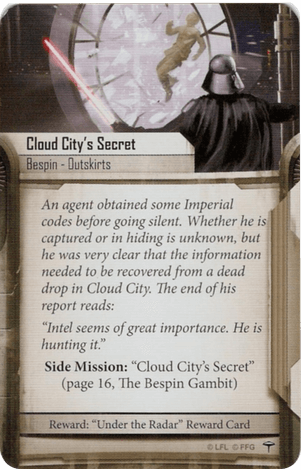 Cloud City's Secret
Bespin - Outskirts
An agent obtained some Imperial
codes before going silent. Whether he is
captured or in hiding is unknown, but
he was very clear that the information
needed to be recovered from a dead
drop in Cloud City. The end of his
report reads:
“Intel seems of great importance. He is
hunting it.”
Side Mission: “Cloud City’s Secret”
(page 16, The Bespin Gambit)
Reward: “Under the Radar” Reward Card
© LFL © FFG